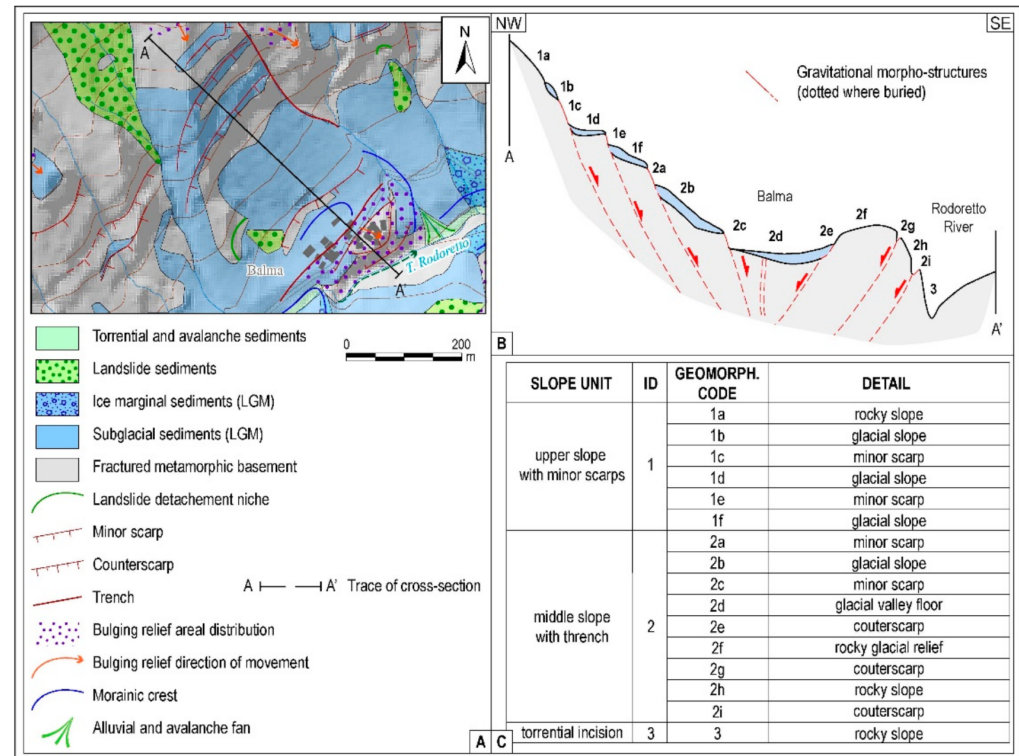 A
N
Balma
T. Rodoretto
A'
Torrential and avalanche sediments
0 200
m
Landslide sediments
Ice marginal sediments (LGM)
Subglacial sediments (LGM)
Fractured metamorphic basement
Landslide detachement niche
Minor scarp
Counterscarp
A A' Trace of cross-section
Trench
Bulging relief areal distribution
Bulging relief direction of movement
Morainic crest
Alluvial and avalanche fan
A
NW SE
1a
1b
1c
1d
1e
1f
2a
2b
2c
2d
2e
2f
2g
2h
2i
3
Gravitational morpho-structures
(dotted where buried)
A
Balma
Rodoretto
River
A'
B
SLOPE UNIT ID GEOMORPH. CODE DETAIL
upper slope
with minor scarps
1
1a rocky slope
1b glacial slope
1c minor scarp
1d glacial slope
1e minor scarp
1f glacial slope
middle slope
with thrench
2
2a minor scarp
2b glacial slope
2c minor scarp
2d glacial valley floor
2e couterscarp
2f rocky glacial relief
2g couterscarp
2h rocky slope
2i couterscarp
torrential incision 3 3 rocky slope
C